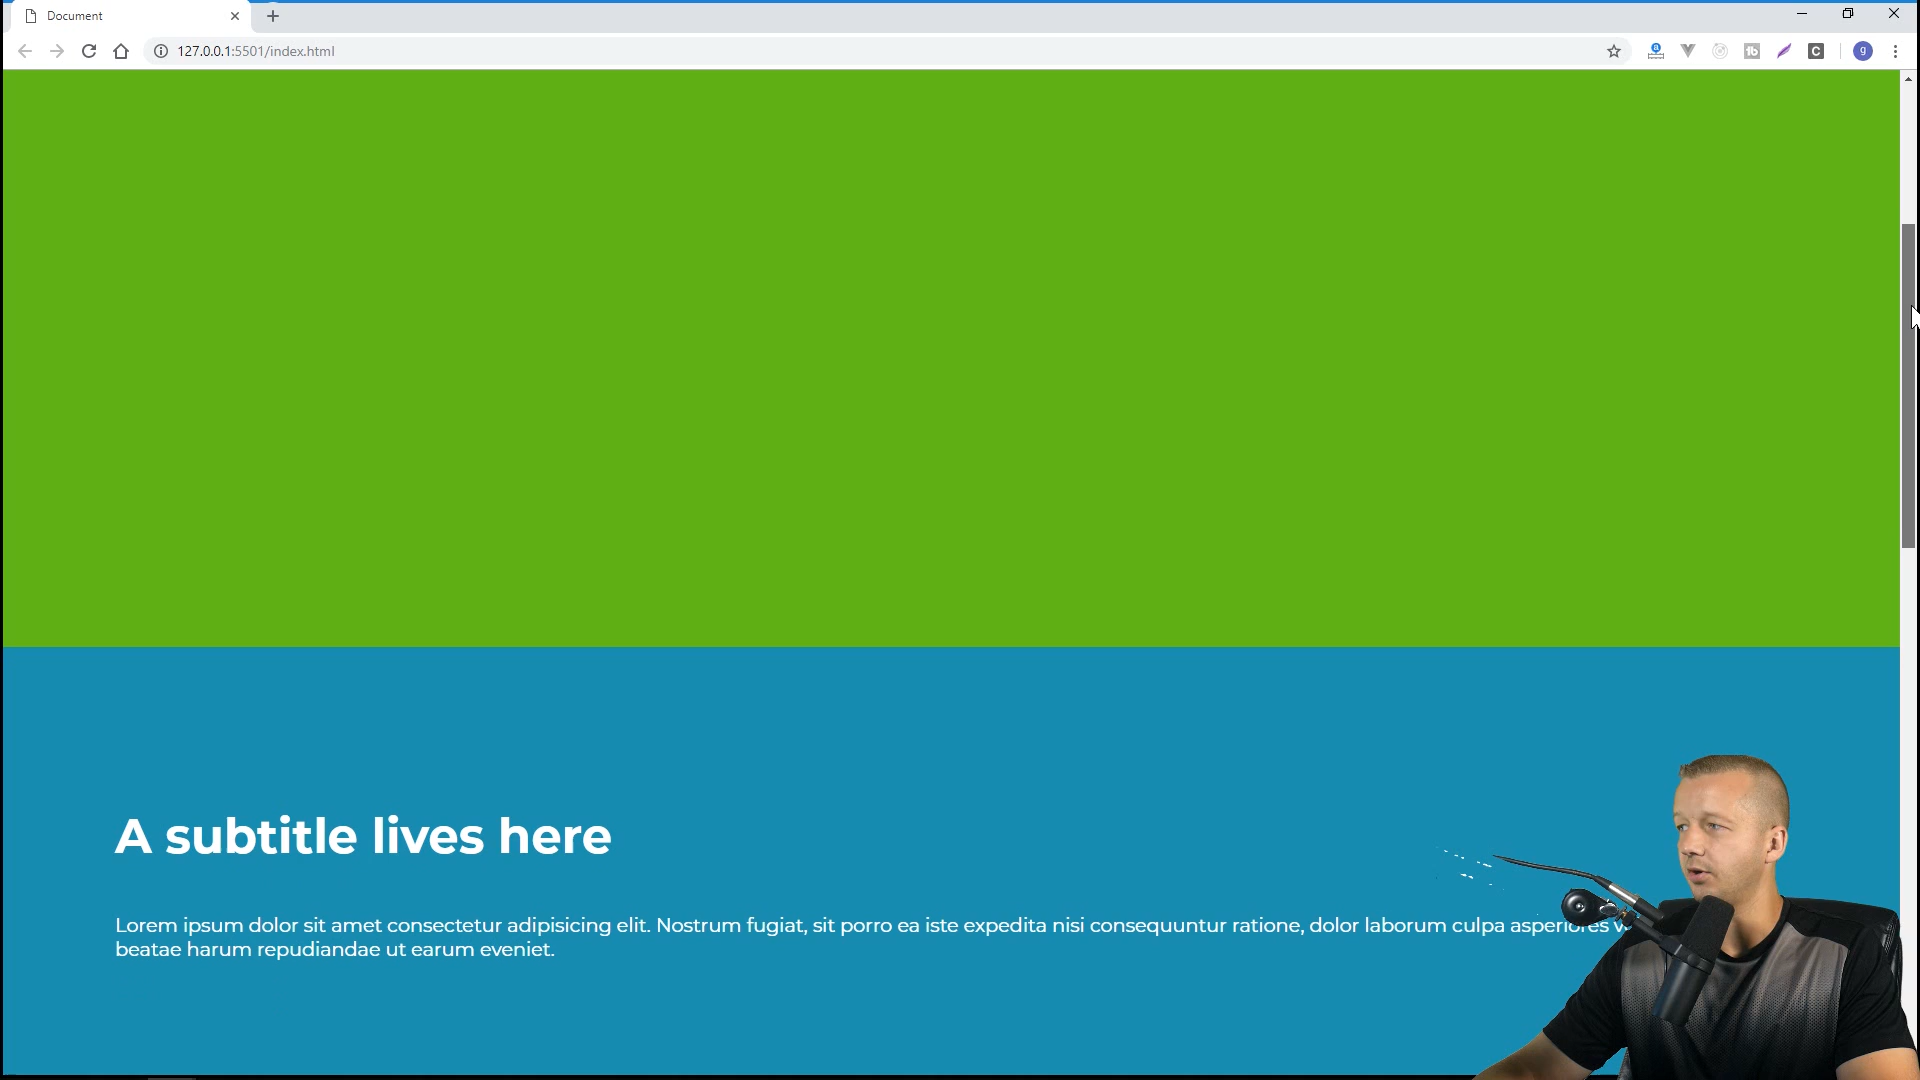 Document
127.0.0.1:5501/index.html
a
tb
C
g
A subtitle lives here
Lorem ipsum dolor sit amet consectetur adipisicing elit. Nostrum fugiat, sit porro ea iste expedita nisi consequuntur ratione, dolor laborum culpa asperiores
beatae harum repudiandae ut earum eveniet.